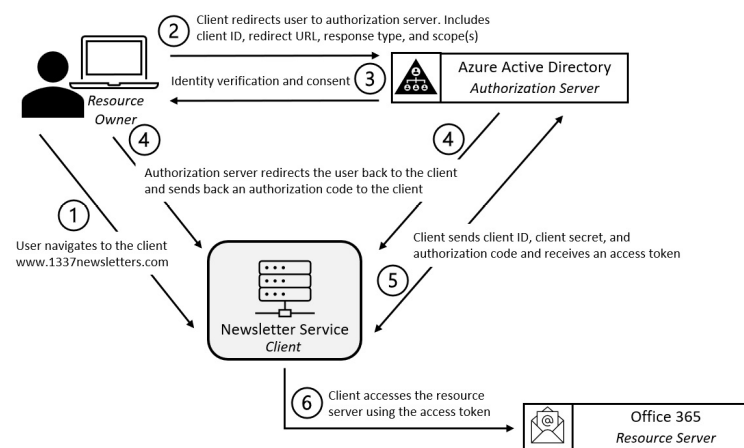 2
Client redirects user to authorization server. Includes
client ID, redirect URL, response type, and scope(s)
Identity verification and consent
3
Azure Active Directory
Authorization Server
Resource
Owner
4
4
Authorization server redirects the user back to the client
and sends back an authorization code to the client
1
User navigates to the client
www.1337newsletters.com
Client sends client ID, client secret, and
authorization code and receives an access token
5
Newsletter Service
Client
6
Client accesses the resource
server using the access token
@
Office 365
Resource Server